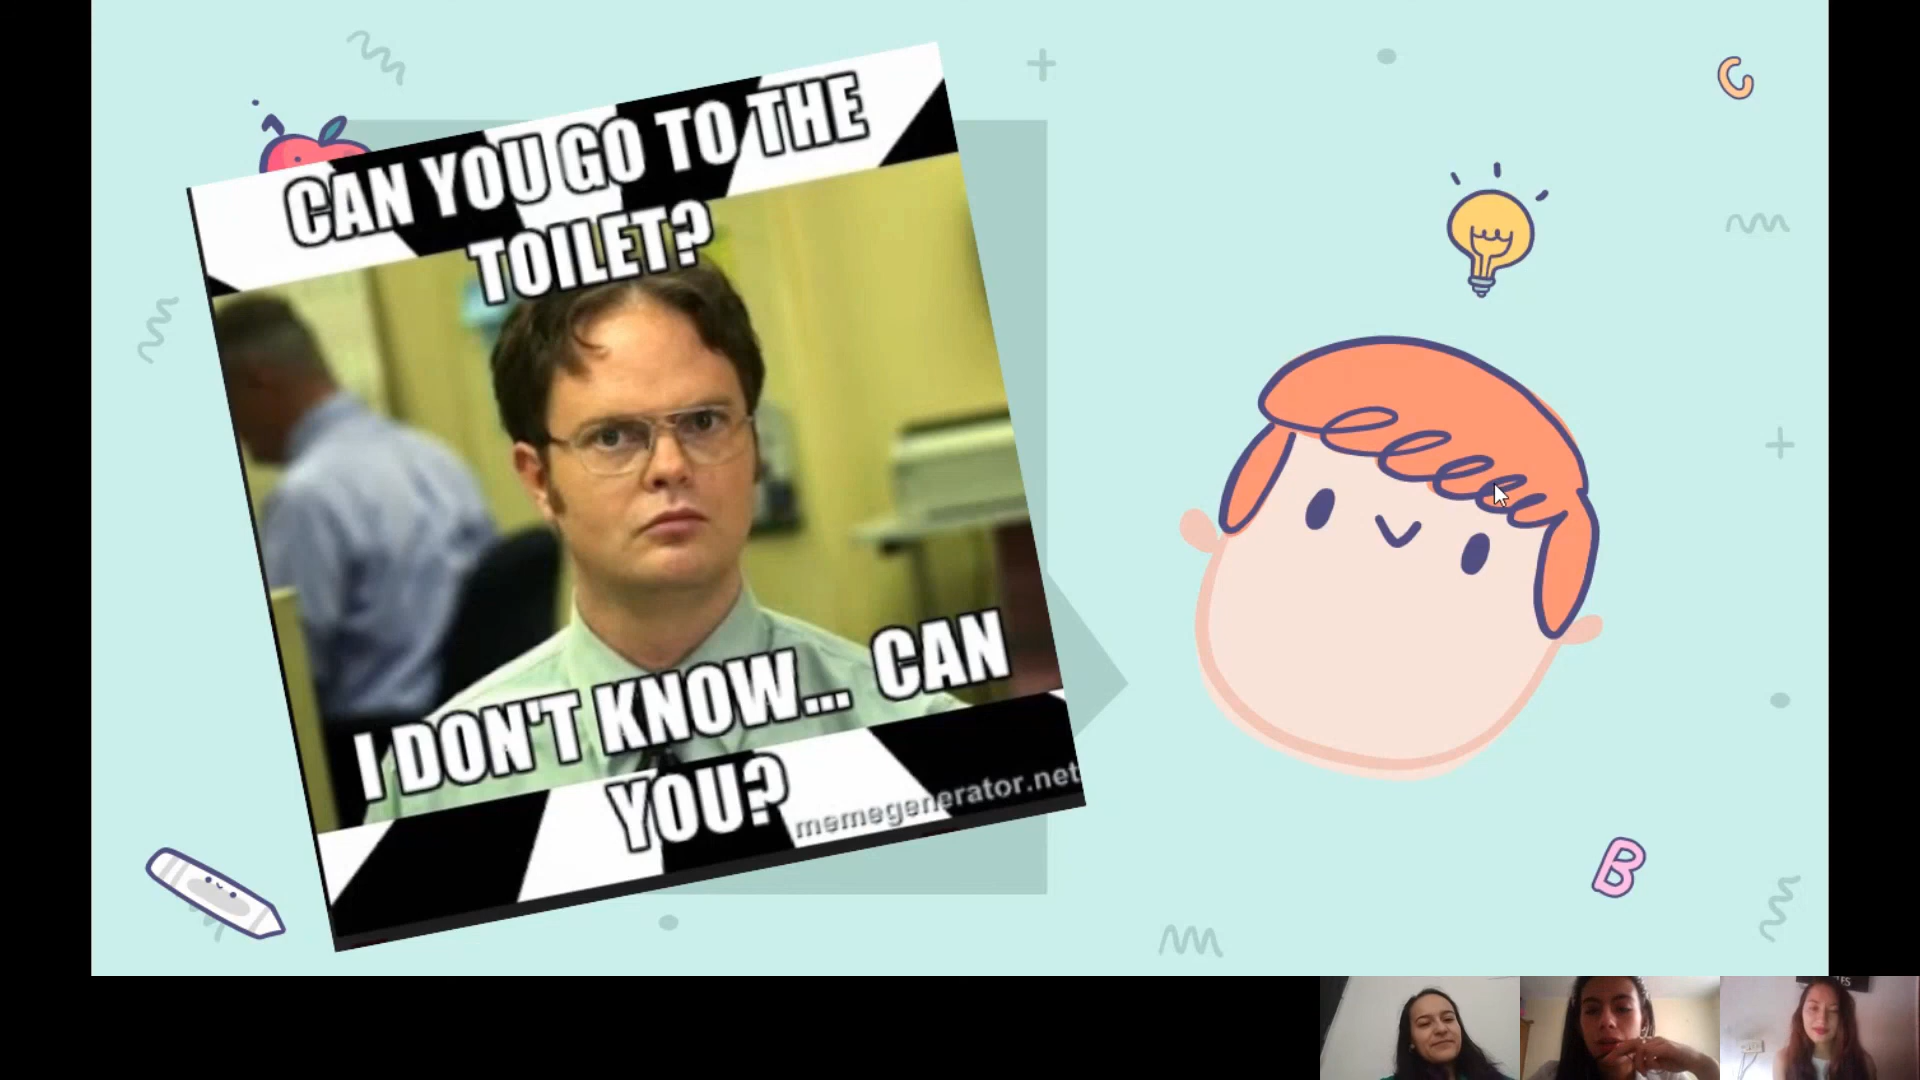 CAN YOU GO TO THE
TOILET?
I DON'T KNOW... CAN
YOU?
memegenerator.net
C
B